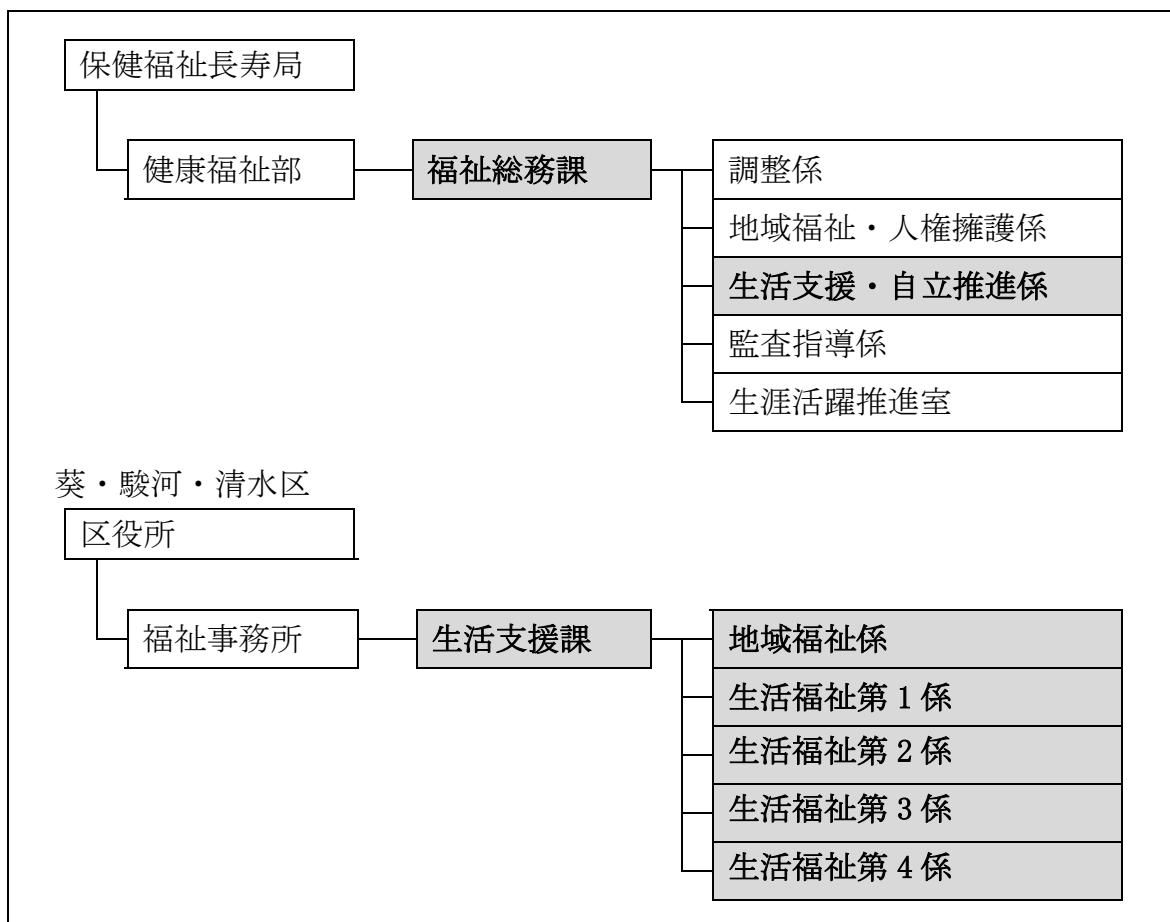 保健福祉長寿局
健康福祉部
福祉総務課
調整係
地域福祉・人権擁護係
生活支援・自立推進係
監査指導係
生涯活躍推進室
葵・駿河・清水区
区役所
福祉事務所
生活支援課
地域福祉係
生活福祉第1係
生活福祉第2係
生活福祉第3係
生活福祉第4係